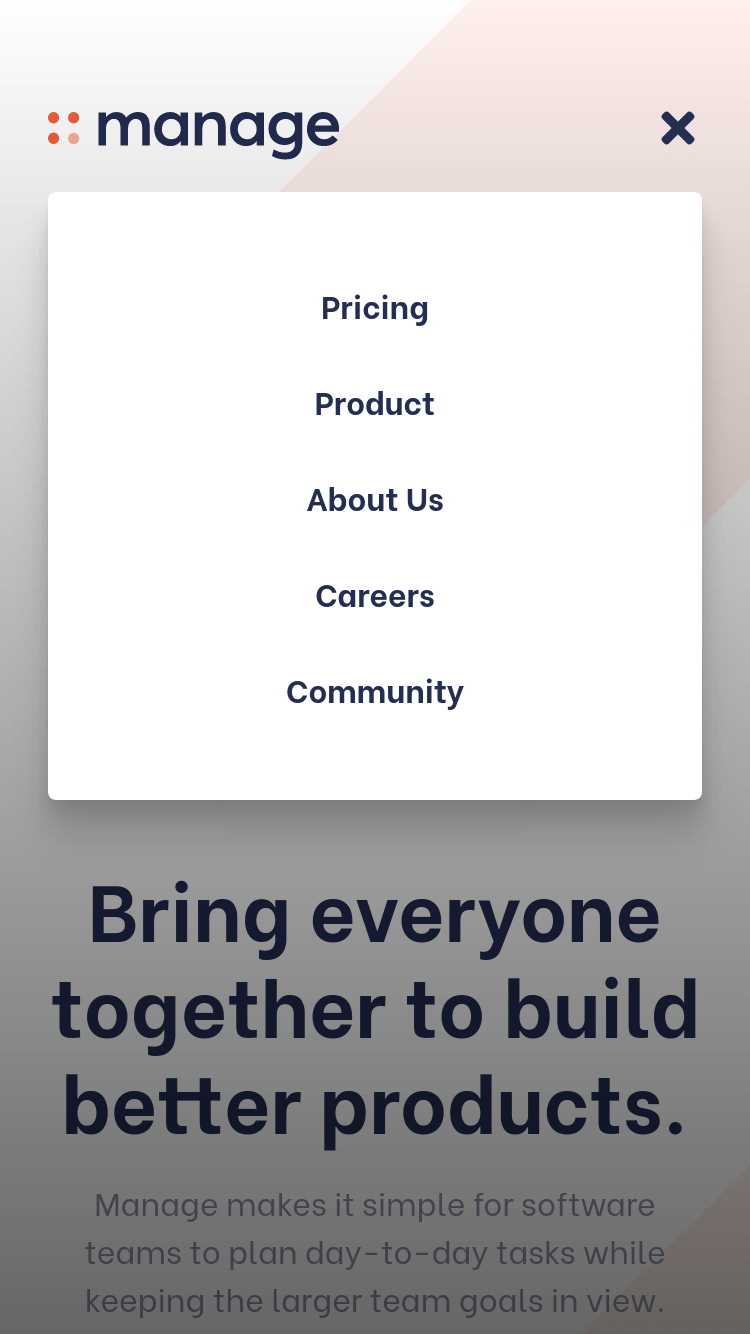 manage
Pricing
Product
About Us
Careers
Community
Bring everyone
together to build
better products.
Manage makes it simple for software
teams to plan day-to-day tasks while
keeping the larger team goals in view.